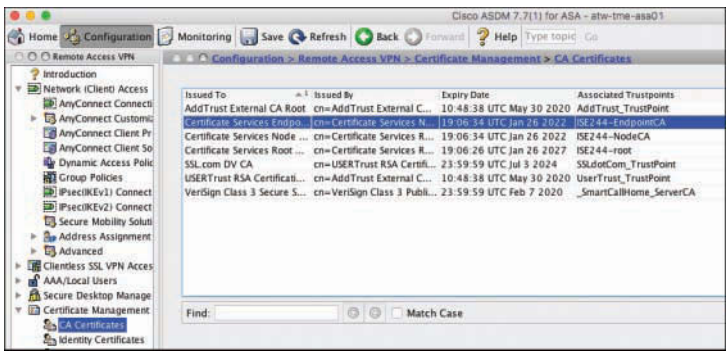 Cisco ASDM 7.7(1) for ASA - atw-tme-asa01
Home Configuration Monitoring Save Refresh Back Forward Help Type topic Go
Remote Access VPN
Configuration > Remote Access VPN > Certificate Management > CA Certificates
Introduction
Network (Client) Access
AnyConnect Connecti
AnyConnect Customiz
AnyConnect Client Pr
AnyConnect Client So
Dynamic Access Polic
Group Policies
IPsec(IKEv1) Connect
IPsec(IKEv2) Connect
Secure Mobility Soluti
Address Assignment
Advanced
Clientless SSL VPN Acces
AAA/Local Users
Secure Desktop Manage
Certificate Management
CA Certificates
Identity Certificates
Issued To 1 Issued By Expiry Date Associated Trustpoints
AddTrust External CA Root cn=AddTrust External C... 10:48:38 UTC May 30 2020 AddTrust_TrustPoint
Certificate Services Endpo... cn=Certificate Services N... 19:06:34 UTC Jan 26 2022 ISE244-EndpointCA
Certificate Services Node ... cn=Certificate Services R... 19:06:34 UTC Jan 26 2022 ISE244-NodeCA
Certificate Services Root ... cn=Certificate Services R... 19:06:26 UTC Jan 26 2027 ISE244-root
SSL.com DV CA cn=USERTrust RSA Certifi... 23:59:59 UTC Jul 3 2024 SSLdotCom_TrustPoint
USERTrust RSA Certificati... cn=AddTrust External C... 10:48:38 UTC May 30 2020 UserTrust_TrustPoint
VeriSign Class 3 Secure S... cn=VeriSign Class 3 Publi... 23:59:59 UTC Feb 7 2020 _SmartCallHome_ServerCA
Find: Match Case